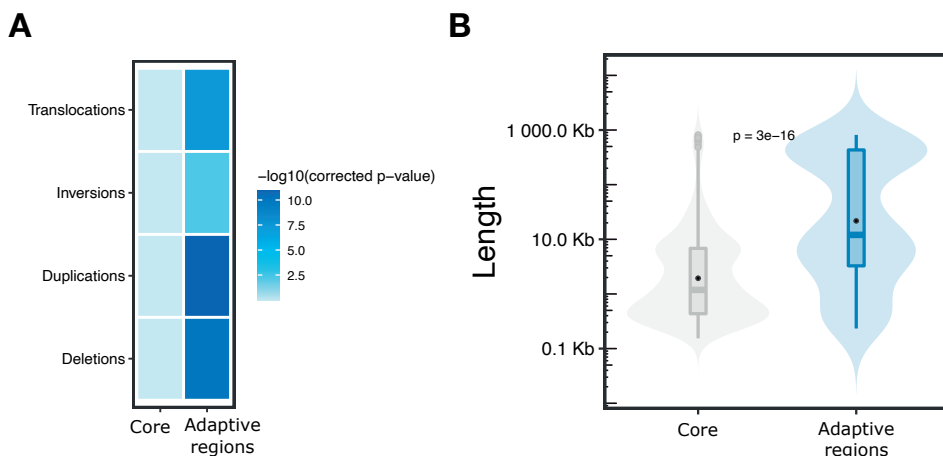 A
Translocations
Inversions
Duplications
Deletions
Core
Adaptive
regions
−log10(corrected p−value)
10.0
7.5
5.0
2.5
B
Length
1 000.0 Kb
10.0 Kb
0.1 Kb
p = 3e−16
Core
Adaptive
regions